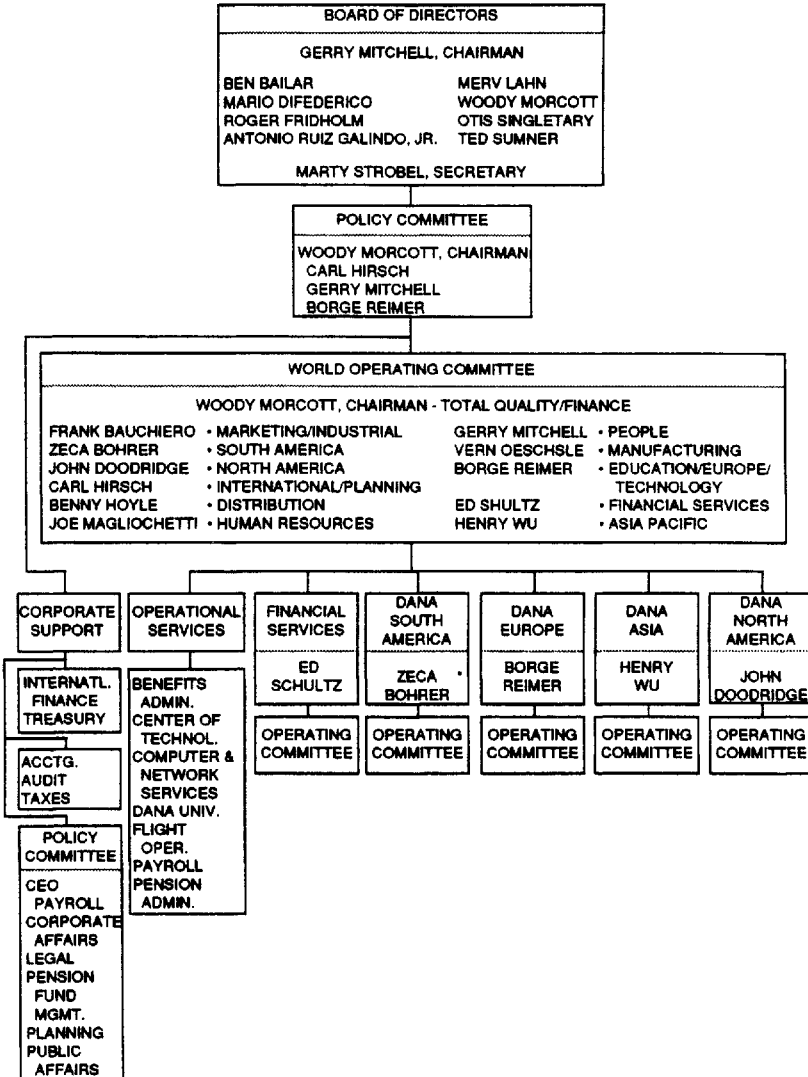 BOARD OF DIRECTORS
GERRY MITCHELL, CHAIRMAN
BEN BAILAR MERV LAHN
MARIO DIFEDERICO WOODY MORCOTT
ROGER FRIDHOLM OTIS SINGLETARY
ANTONIO RUIZ GALINDO, JR. TED SUMNER
MARTY STROBEL, SECRETARY
POLICY COMMITTEE
WOODY MORCOTT, CHAIRMAN
CARL HIRSCH
GERRY MITCHELL
BORGE REIMER
WORLD OPERATING COMMITTEE
WOODY MORCOTT, CHAIRMAN - TOTAL QUALITY/FINANCE
FRANK BAUCHIERO • MARKETING/INDUSTRIAL
ZECA BOHRER • SOUTH AMERICA
JOHN DOODRIDGE • NORTH AMERICA
CARL HIRSCH • INTERNATIONAL/PLANNING
BENNY HOYLE • DISTRIBUTION
JOE MAGLIOCHETTI • HUMAN RESOURCES
GERRY MITCHELL • PEOPLE
VERN OESCHSLE • MANUFACTURING
BORGE REIMER • EDUCATION/EUROPE/
TECHNOLOGY
ED SHULTZ • FINANCIAL SERVICES
HENRY WU • ASIA PACIFIC
CORPORATE
SUPPORT
INTERNATL.
FINANCE
TREASURY
ACCTG.
AUDIT
TAXES
POLICY
COMMITTEE
CEO
PAYROLL
CORPORATE
AFFAIRS
LEGAL
PENSION
FUND
MGMT.
PLANNING
PUBLIC
AFFAIRS
OPERATIONAL
SERVICES
BENEFITS
ADMIN.
CENTER OF
TECHNOL.
COMPUTER &
NETWORK
SERVICES
DANA UNIV.
FLIGHT
OPER.
PAYROLL
PENSION
ADMIN.
FINANCIAL
SERVICES
ED
SCHULTZ
OPERATING
COMMITTEE
DANA
SOUTH
AMERICA
ZECA
BOHRER
OPERATING
COMMITTEE
DANA
EUROPE
BORGE
REIMER
OPERATING
COMMITTEE
DANA
ASIA
HENRY
WU
OPERATING
COMMITTEE
DANA
NORTH
AMERICA
JOHN
DOODRIDGE
OPERATING
COMMITTEE